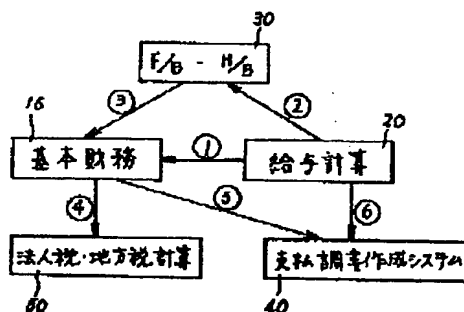 30
F/B - H/B
③
②
16
20
基本財務
①
給与計算
④
⑤
⑥
法人税・地方税計算
支払調書作成システム
50
40